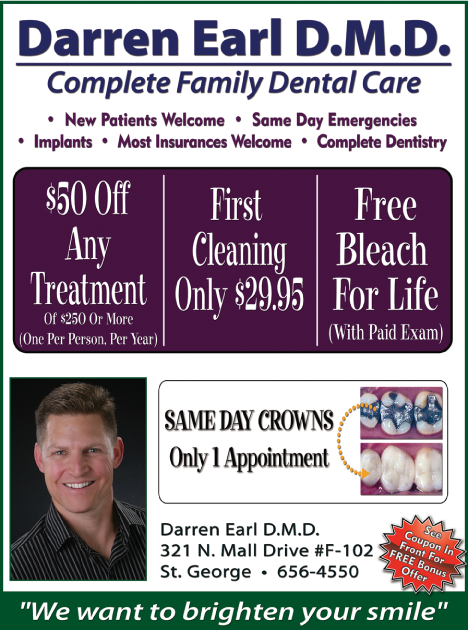 Darren Earl D.M.D.
Complete Family Dental Care
• New Patients Welcome • Same Day Emergencies
• Implants • Most Insurances Welcome • Complete Dentistry
$50 Off
Any
Treatment
Of $250 Or More
(One Per Person, Per Year)
First
Cleaning
Only $29.95
Free
Bleach
For Life
(With Paid Exam)
SAME DAY CROWNS
Only 1 Appointment
Darren Earl D.M.D.
321 N. Mall Drive #F-102
St. George • 656-4550
See
Coupon In
Front For
FREE Bonus
Offer
"We want to brighten your smile"